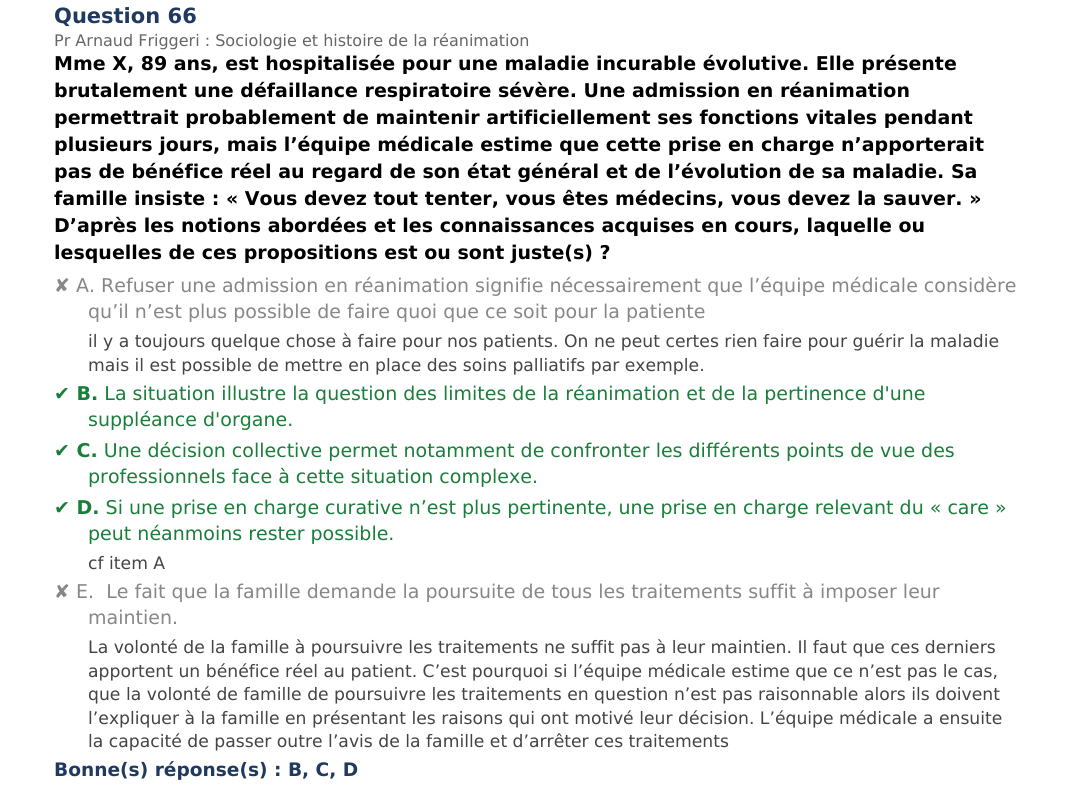 Question 66
Pr Arnaud Friggeri : Sociologie et histoire de la réanimation
Mme X, 89 ans, est hospitalisée pour une maladie incurable évolutive. Elle présente
brutalement une défaillance respiratoire sévère. Une admission en réanimation
permettrait probablement de maintenir artificiellement ses fonctions vitales pendant
plusieurs jours, mais l’équipe médicale estime que cette prise en charge n’apporterait
pas de bénéfice réel au regard de son état général et de l’évolution de sa maladie. Sa
famille insiste : « Vous devez tout tenter, vous êtes médecins, vous devez la sauver. »
D’après les notions abordées et les connaissances acquises en cours, laquelle ou
lesquelles de ces propositions est ou sont juste(s) ?
✘ A. Refuser une admission en réanimation signifie nécessairement que l’équipe médicale considère
qu’il n’est plus possible de faire quoi que ce soit pour la patiente
il y a toujours quelque chose à faire pour nos patients. On ne peut certes rien faire pour guérir la maladie
mais il est possible de mettre en place des soins palliatifs par exemple.
✔ B. La situation illustre la question des limites de la réanimation et de la pertinence d'une
suppléance d'organe.
✔ C. Une décision collective permet notamment de confronter les différents points de vue des
professionnels face à cette situation complexe.
✔ D. Si une prise en charge curative n’est plus pertinente, une prise en charge relevant du « care »
peut néanmoins rester possible.
cf item A
✘ E.  Le fait que la famille demande la poursuite de tous les traitements suffit à imposer leur
maintien.
La volonté de la famille à poursuivre les traitements ne suffit pas à leur maintien. Il faut que ces derniers
apportent un bénéfice réel au patient. C’est pourquoi si l’équipe médicale estime que ce n’est pas le cas,
que la volonté de famille de poursuivre les traitements en question n’est pas raisonnable alors ils doivent
l’expliquer à la famille en présentant les raisons qui ont motivé leur décision. L’équipe médicale a ensuite
la capacité de passer outre l’avis de la famille et d’arrêter ces traitements
Bonne(s) réponse(s) : B, C, D